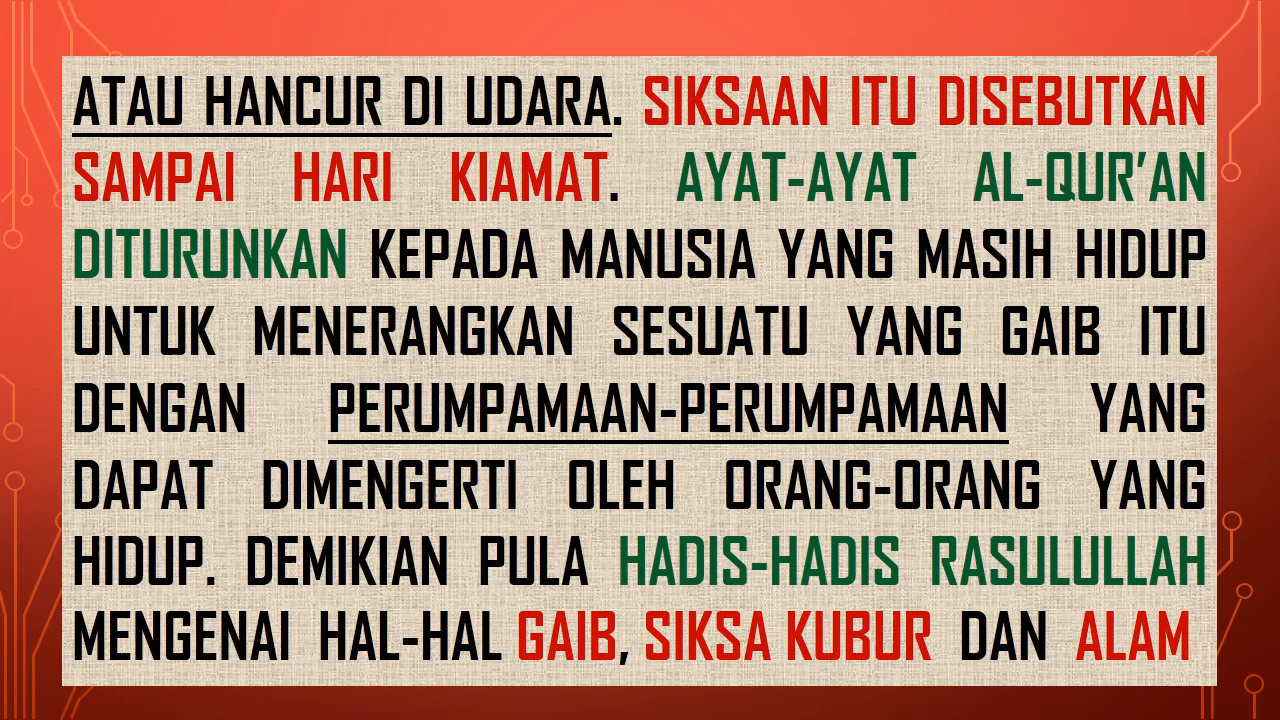 ATAU HANCUR DI UDARA. SIKSAAN ITU DISEBUTKAN
SAMPAI HARI KIAMAT. AYAT-AYAT AL-QUR’AN
DITURUNKAN KEPADA MANUSIA YANG MASIH HIDUP
UNTUK MENERANGKAN SESUATU YANG GAIB ITU
DENGAN PERUMPAMAAN-PERUMPAMAAN YANG
DAPAT DIMENGERTI OLEH ORANG-ORANG YANG
HIDUP. DEMIKIAN PULA HADIS-HADIS RASULULLAH
MENGENAI HAL-HAL GAIB, SIKSA KUBUR DAN ALAM